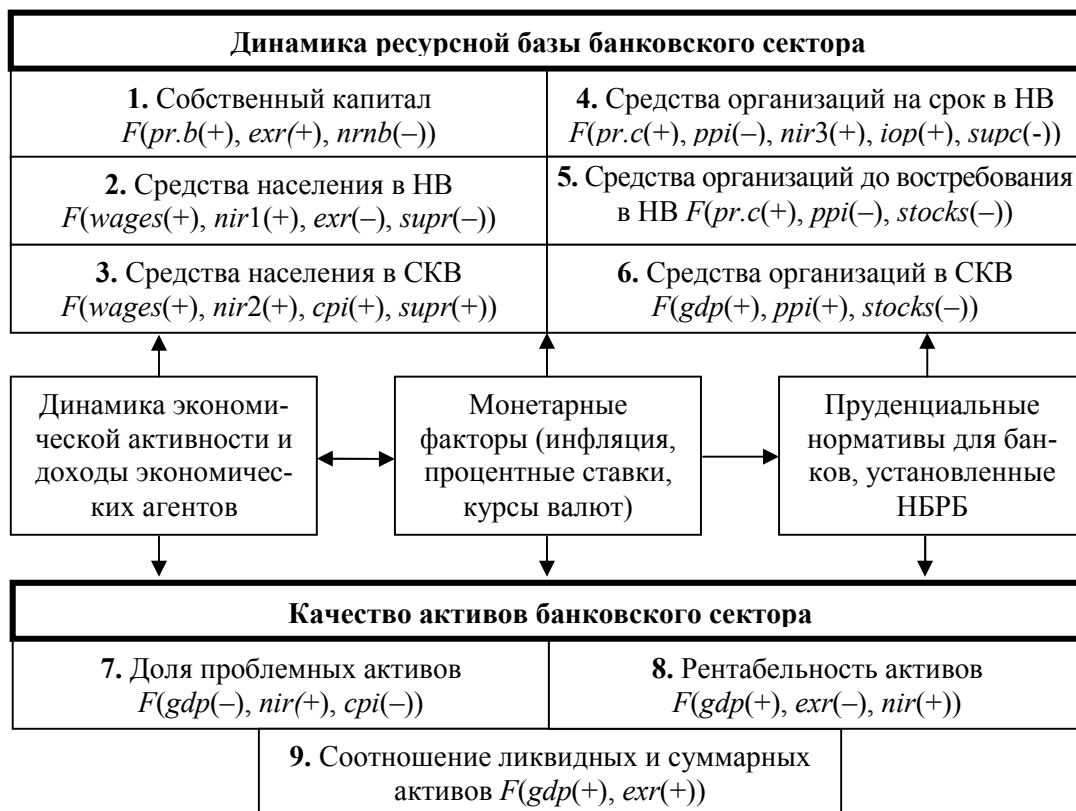 Динамика ресурсной базы банковского сектора
1. Собственный капитал
F(pr.b(+), exr(+), nrnb(–))
4. Средства организаций на срок в НВ
F(pr.c(+), ppi(–), nir3(+), iop(+), supc(-))
2. Средства населения в НВ
F(wages(+), nir1(+), exr(–), supr(–))
5. Средства организаций до востребования
в НВ F(pr.c(+), ppi(–), stocks(–))
3. Средства населения в СКВ
F(wages(+), nir2(+), cpi(+), supr(+))
6. Средства организаций в СКВ
F(gdp(+), ppi(+), stocks(–))
Динамика экономи-
ческой активности и
доходы экономичес-
ких агентов
Монетарные
факторы (инфляция,
процентные ставки,
курсы валют)
Пруденциальные
нормативы для бан-
ков, установленные
НБРБ
Качество активов банковского сектора
7. Доля проблемных активов
F(gdp(–), nir(+), cpi(–))
8. Рентабельность активов
F(gdp(+), exr(–), nir(+))
9. Соотношение ликвидных и суммарных
активов F(gdp(+), exr(+))